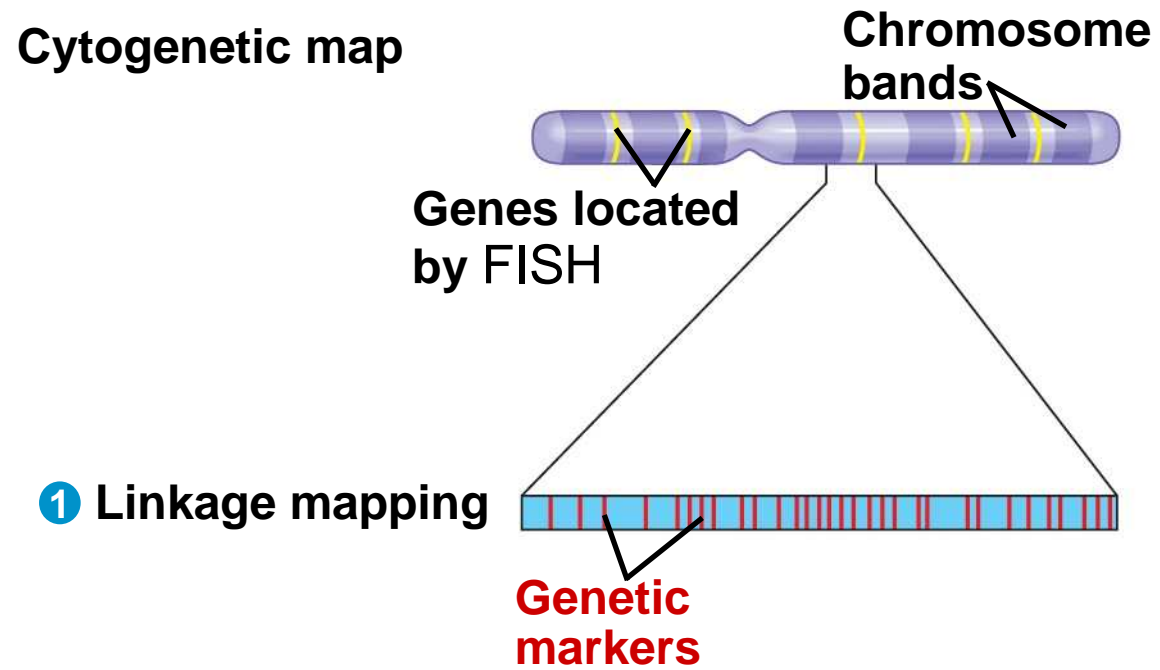 Cytogenetic map
Chromosome
bands
Genes located
by FISH
1 Linkage mapping
Genetic
markers